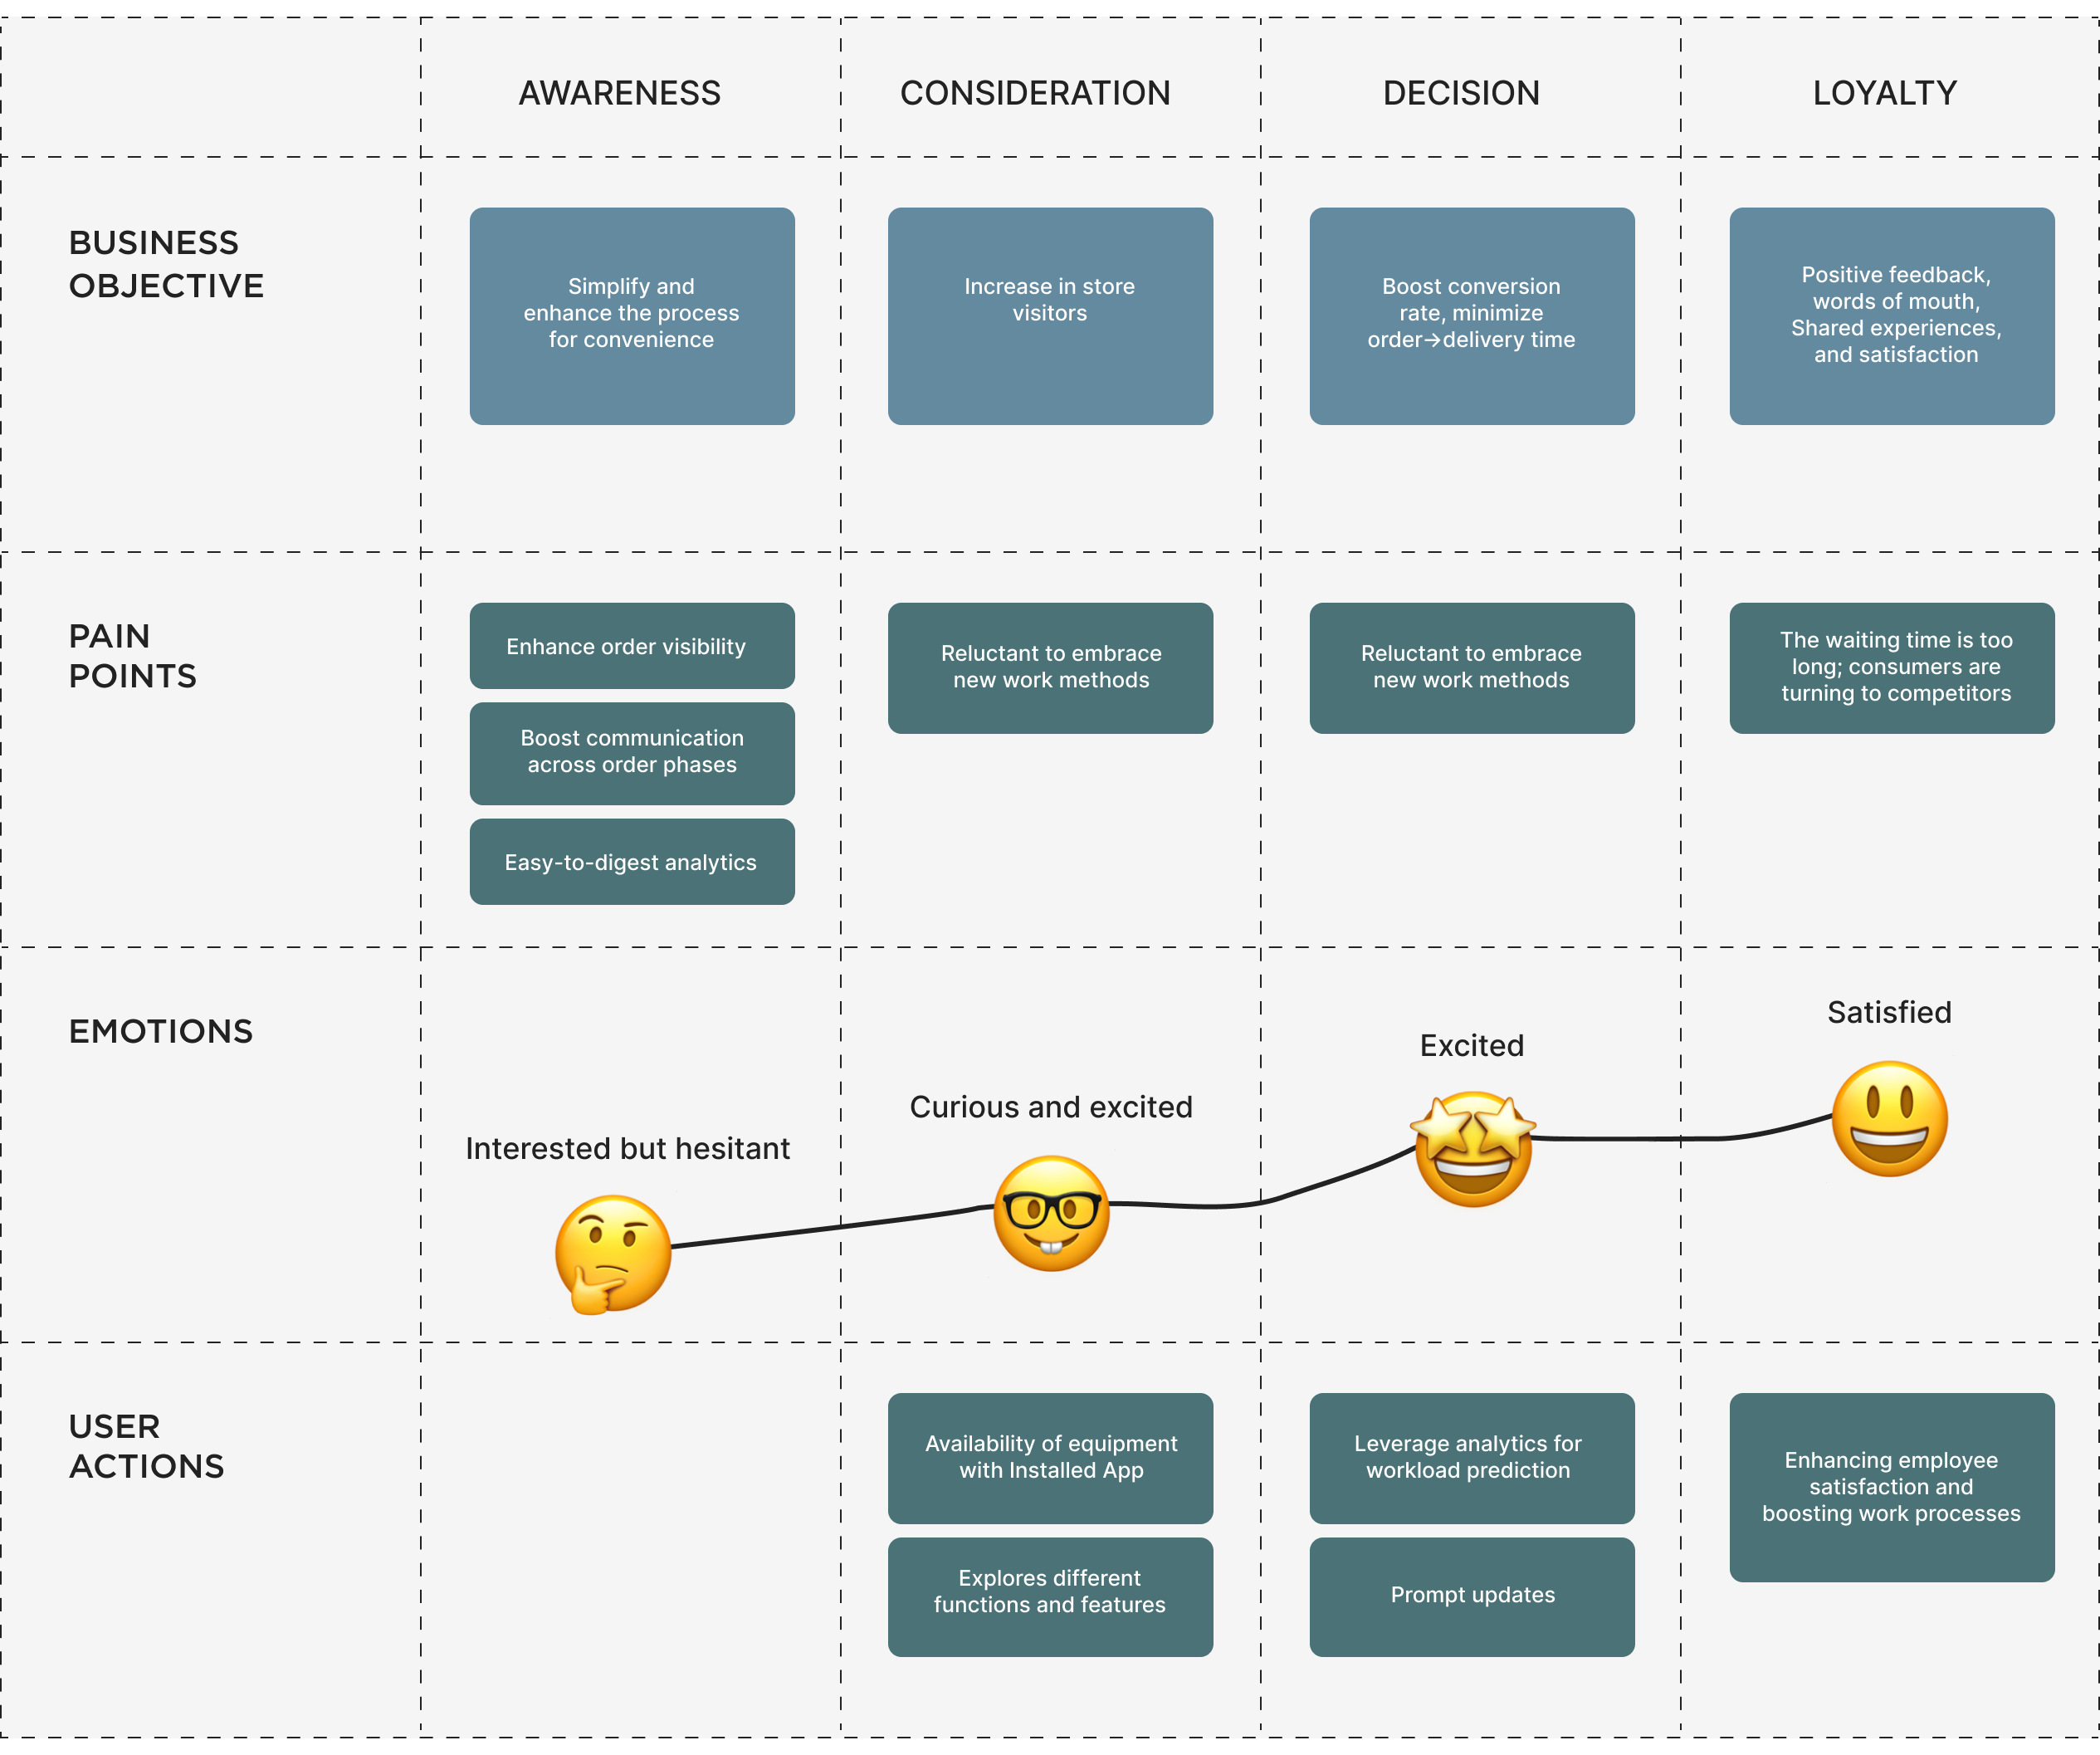 AWARENESS
CONSIDERATION
DECISION
LOYALTY
BUSINESS
OBJECTIVE
Simplify and
enhance the process
for convenience
Increase in store
visitors
Boost conversion
rate, minimize
order→delivery time
Positive feedback,
words of mouth,
Shared experiences,
and satisfaction
PAIN
POINTS
Enhance order visibility
Boost communication
across order phases
Easy-to-digest analytics
Reluctant to embrace
new work methods
Reluctant to embrace
new work methods
The waiting time is too
long; consumers are
turning to competitors
EMOTIONS
Interested but hesitant
Curious and excited
Excited
Satisfied
USER
ACTIONS
Availability of equipment
with Installed App
Explores different
functions and features
Leverage analytics for
workload prediction
Prompt updates
Enhancing employee
satisfaction and
boosting work processes